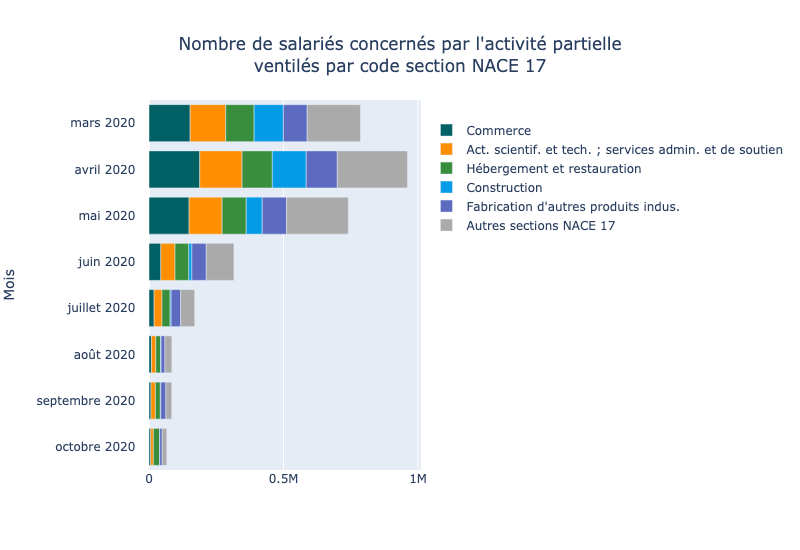 Nombre de salariés concernés par l'activité partielle
ventilés par code section NACE 17
mars 2020
avril 2020
mai 2020
juin 2020
juillet 2020
août 2020
septembre 2020
octobre 2020
Mois
0
0.5M
1M
Commerce
Act. scientif. et tech. ; services admin. et de soutien
Hébergement et restauration
Construction
Fabrication d'autres produits indus.
Autres sections NACE 17